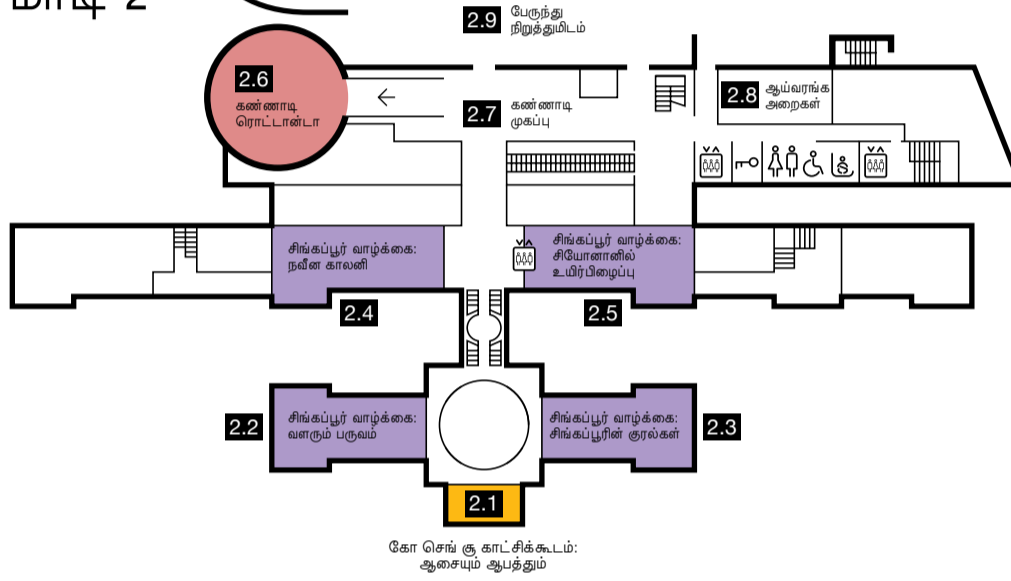 மாடி 2
2.9 பேருந்து
நிறுத்துமிடம்
2.6
கண்ணாடி
ரொட்டான்டா
2.7 கண்ணாடி
முகப்பு
2.8 ஆய்வரங்க
அறைகள்
சிங்கப்பூர் வாழ்க்கை:
நவீன காலனி
2.4
சிங்கப்பூர் வாழ்க்கை:
சியோனானில்
உயிர்பிழைப்பு
2.5
2.2
சிங்கப்பூர் வாழ்க்கை:
வளரும் பருவம்
சிங்கப்பூர் வாழ்க்கை:
சிங்கப்பூரின் குரல்கள்
2.3
2.1
கோ செங் சூ காட்சிக்கூடம்:
ஆசையும் ஆபத்தும்